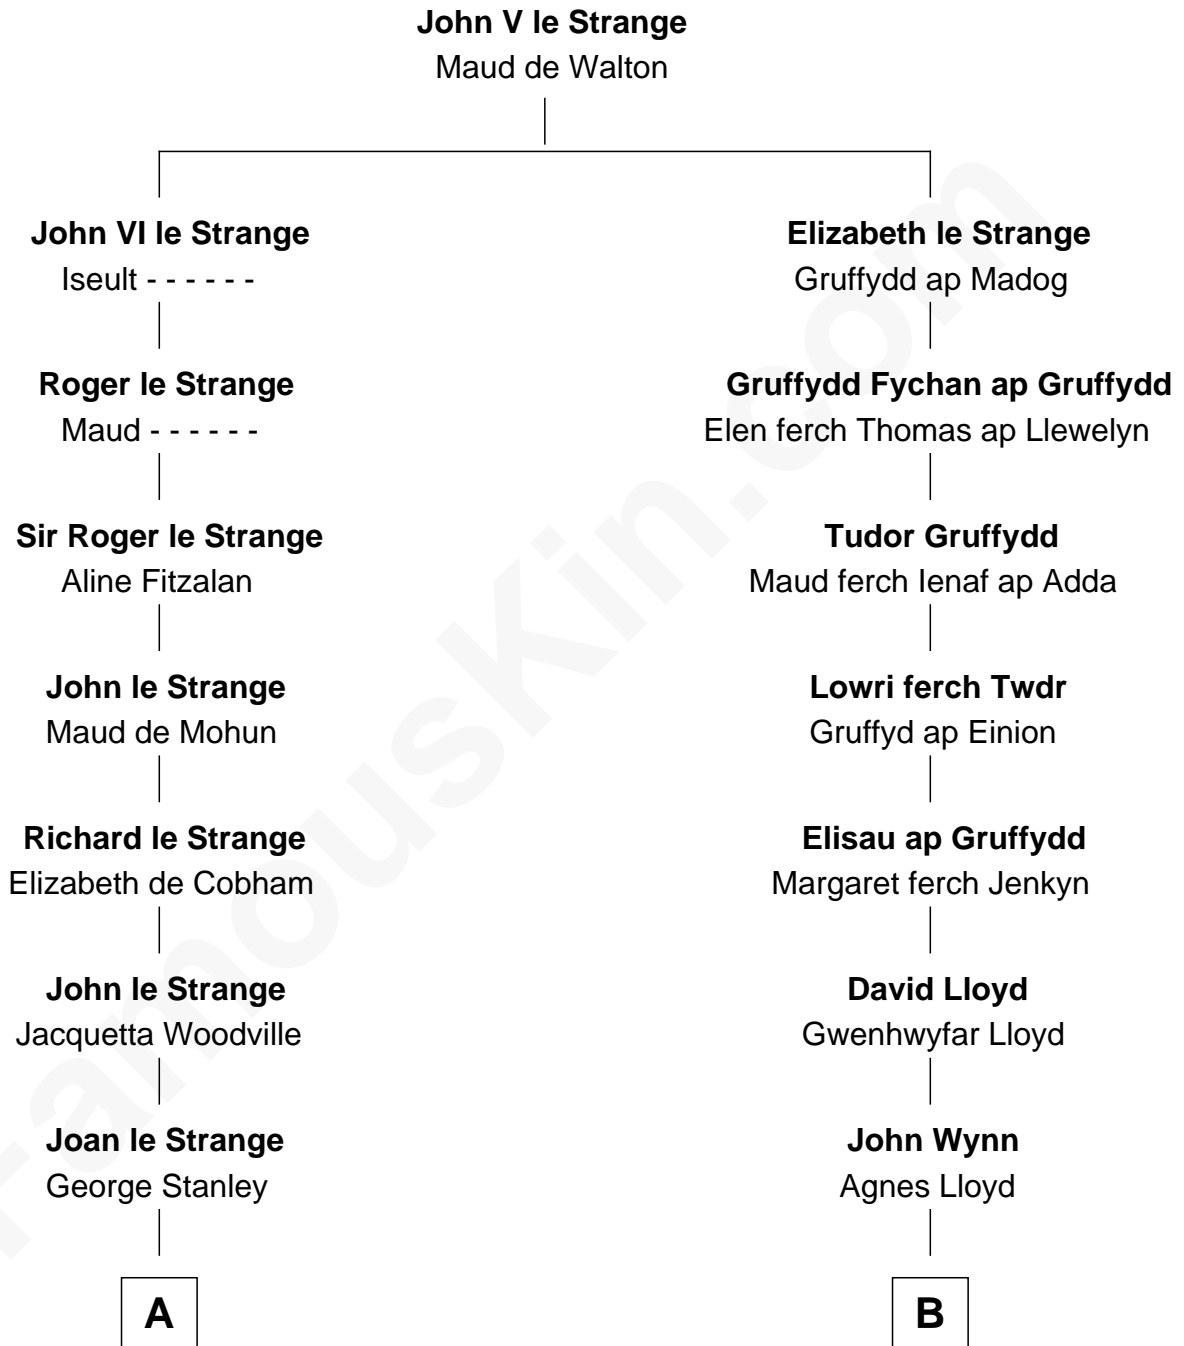 John V le Strange
Maud de Walton
John VI le Strange
Iseult - - - - - -
Elizabeth le Strange
Gruffydd ap Madog
Roger le Strange
Maud - - - - - -
Gruffydd Fychan ap Gruffydd
Elen ferch Thomas ap Llewelyn
Sir Roger le Strange
Aline Fitzalan
Tudor Gruffydd
Maud ferch Ienaf ap Adda
John le Strange
Maud de Mohun
Lowri ferch Twdr
Gruffyd ap Einion
Richard le Strange
Elizabeth de Cobham
Elisau ap Gruffydd
Margaret ferch Jenkyn
John le Strange
Jacquetta Woodville
David Lloyd
Gwenhwyfar Lloyd
Joan le Strange
George Stanley
John Wynn
Agnes Lloyd
A
B
FamousKin.com